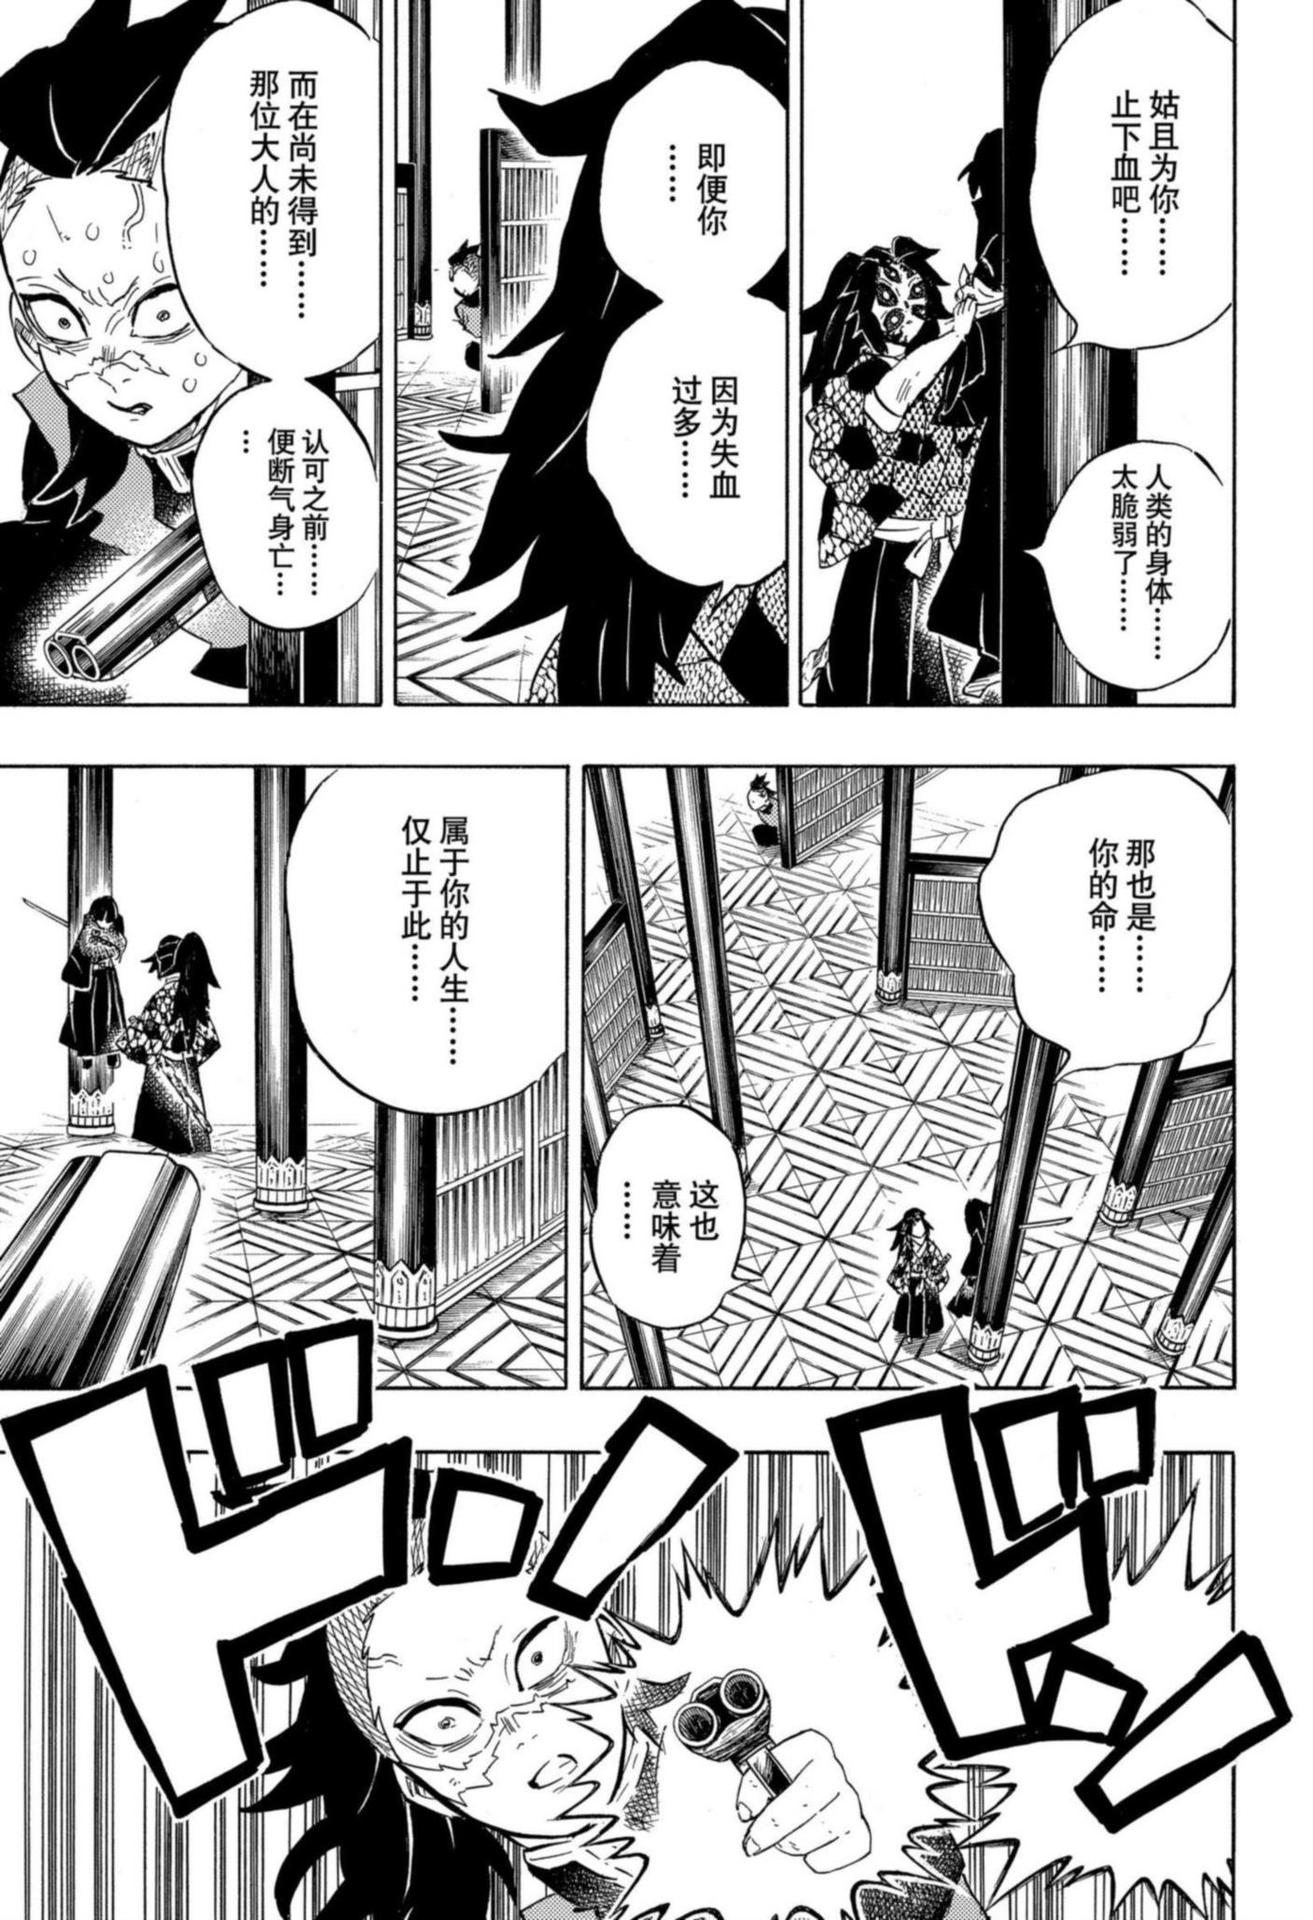 姑且为你……
止下血吧……
人类的身体……
太脆弱了……
即便你
……
因为失血
过多……
而在尚未得到……
那位大人的……
认可之前……
便断气身亡…
…
那也是……
你的命……
这也
意味着
……
属于你的人生……
仅止于此……
ドン!
ドン!